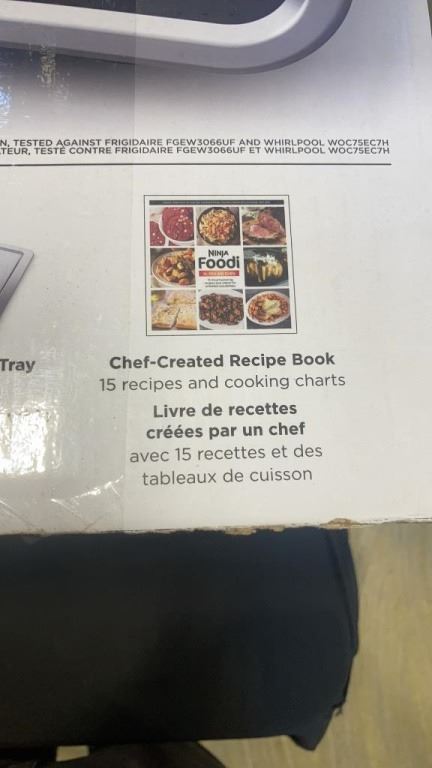 N, TESTED AGAINST FRIGIDAIRE FGEW3066UF AND WHIRLPOOL WOC75EC7H
TEUR, TESTÉ CONTRE FRIGIDAIRE FGEW3066UF ET WHIRLPOOL WOC75EC7H
NINJA
Foodi
Tray
Chef-Created Recipe Book
15 recipes and cooking charts
Livre de recettes
créées par un chef
avec 15 recettes et des
tableaux de cuisson